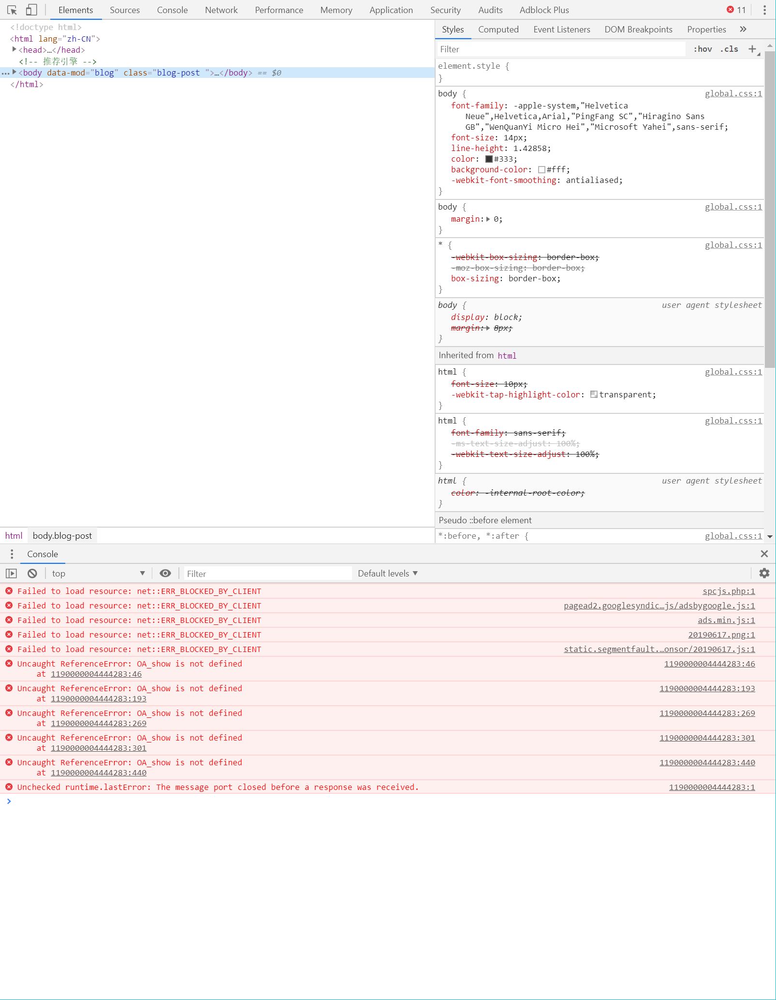 Elements Sources Console Network Performance Memory Application Security Audits Adblock Plus 11
<!doctype html>
<html lang="zh-CN">
<head>…</head>
<!-- 推荐引擎 -->
<body data-mod="blog" class="blog-post ">…</body> == $0
</html>
html body.blog-post
Styles Computed Event Listeners DOM Breakpoints Properties »
Filter :hov .cls +
element.style {
}
body { global.css:1
font-family: -apple-system,"Helvetica
Neue",Helvetica,Arial,"PingFang SC","Hiragino Sans
GB","WenQuanYi Micro Hei","Microsoft Yahei",sans-serif;
font-size: 14px;
line-height: 1.42858;
color: #333;
background-color: #fff;
-webkit-font-smoothing: antialiased;
}
body { global.css:1
margin: 0;
}
* { global.css:1
-webkit-box-sizing: border-box;
-moz-box-sizing: border-box;
box-sizing: border-box;
}
body { user agent stylesheet
display: block;
margin: 8px;
}
Inherited from html
html { global.css:1
font-size: 10px;
-webkit-tap-highlight-color: transparent;
}
html { global.css:1
font-family: sans-serif;
-ms-text-size-adjust: 100%;
-webkit-text-size-adjust: 100%;
}
html { user agent stylesheet
color: -internal-root-color;
}
Pseudo ::before element
*:before, *:after { global.css:1
Console
top Filter Default levels
Failed to load resource: net::ERR_BLOCKED_BY_CLIENT spcjs.php:1
Failed to load resource: net::ERR_BLOCKED_BY_CLIENT pagead2.googlesyndic…js/adsbygoogle.js:1
Failed to load resource: net::ERR_BLOCKED_BY_CLIENT ads.min.js:1
Failed to load resource: net::ERR_BLOCKED_BY_CLIENT 20190617.png:1
Failed to load resource: net::ERR_BLOCKED_BY_CLIENT static.segmentfault.…onsor/20190617.js:1
Uncaught ReferenceError: OA_show is not defined 1190000004444283:46
at 1190000004444283:46
Uncaught ReferenceError: OA_show is not defined 1190000004444283:193
at 1190000004444283:193
Uncaught ReferenceError: OA_show is not defined 1190000004444283:269
at 1190000004444283:269
Uncaught ReferenceError: OA_show is not defined 1190000004444283:301
at 1190000004444283:301
Uncaught ReferenceError: OA_show is not defined 1190000004444283:440
at 1190000004444283:440
Unchecked runtime.lastError: The message port closed before a response was received. 1190000004444283:1